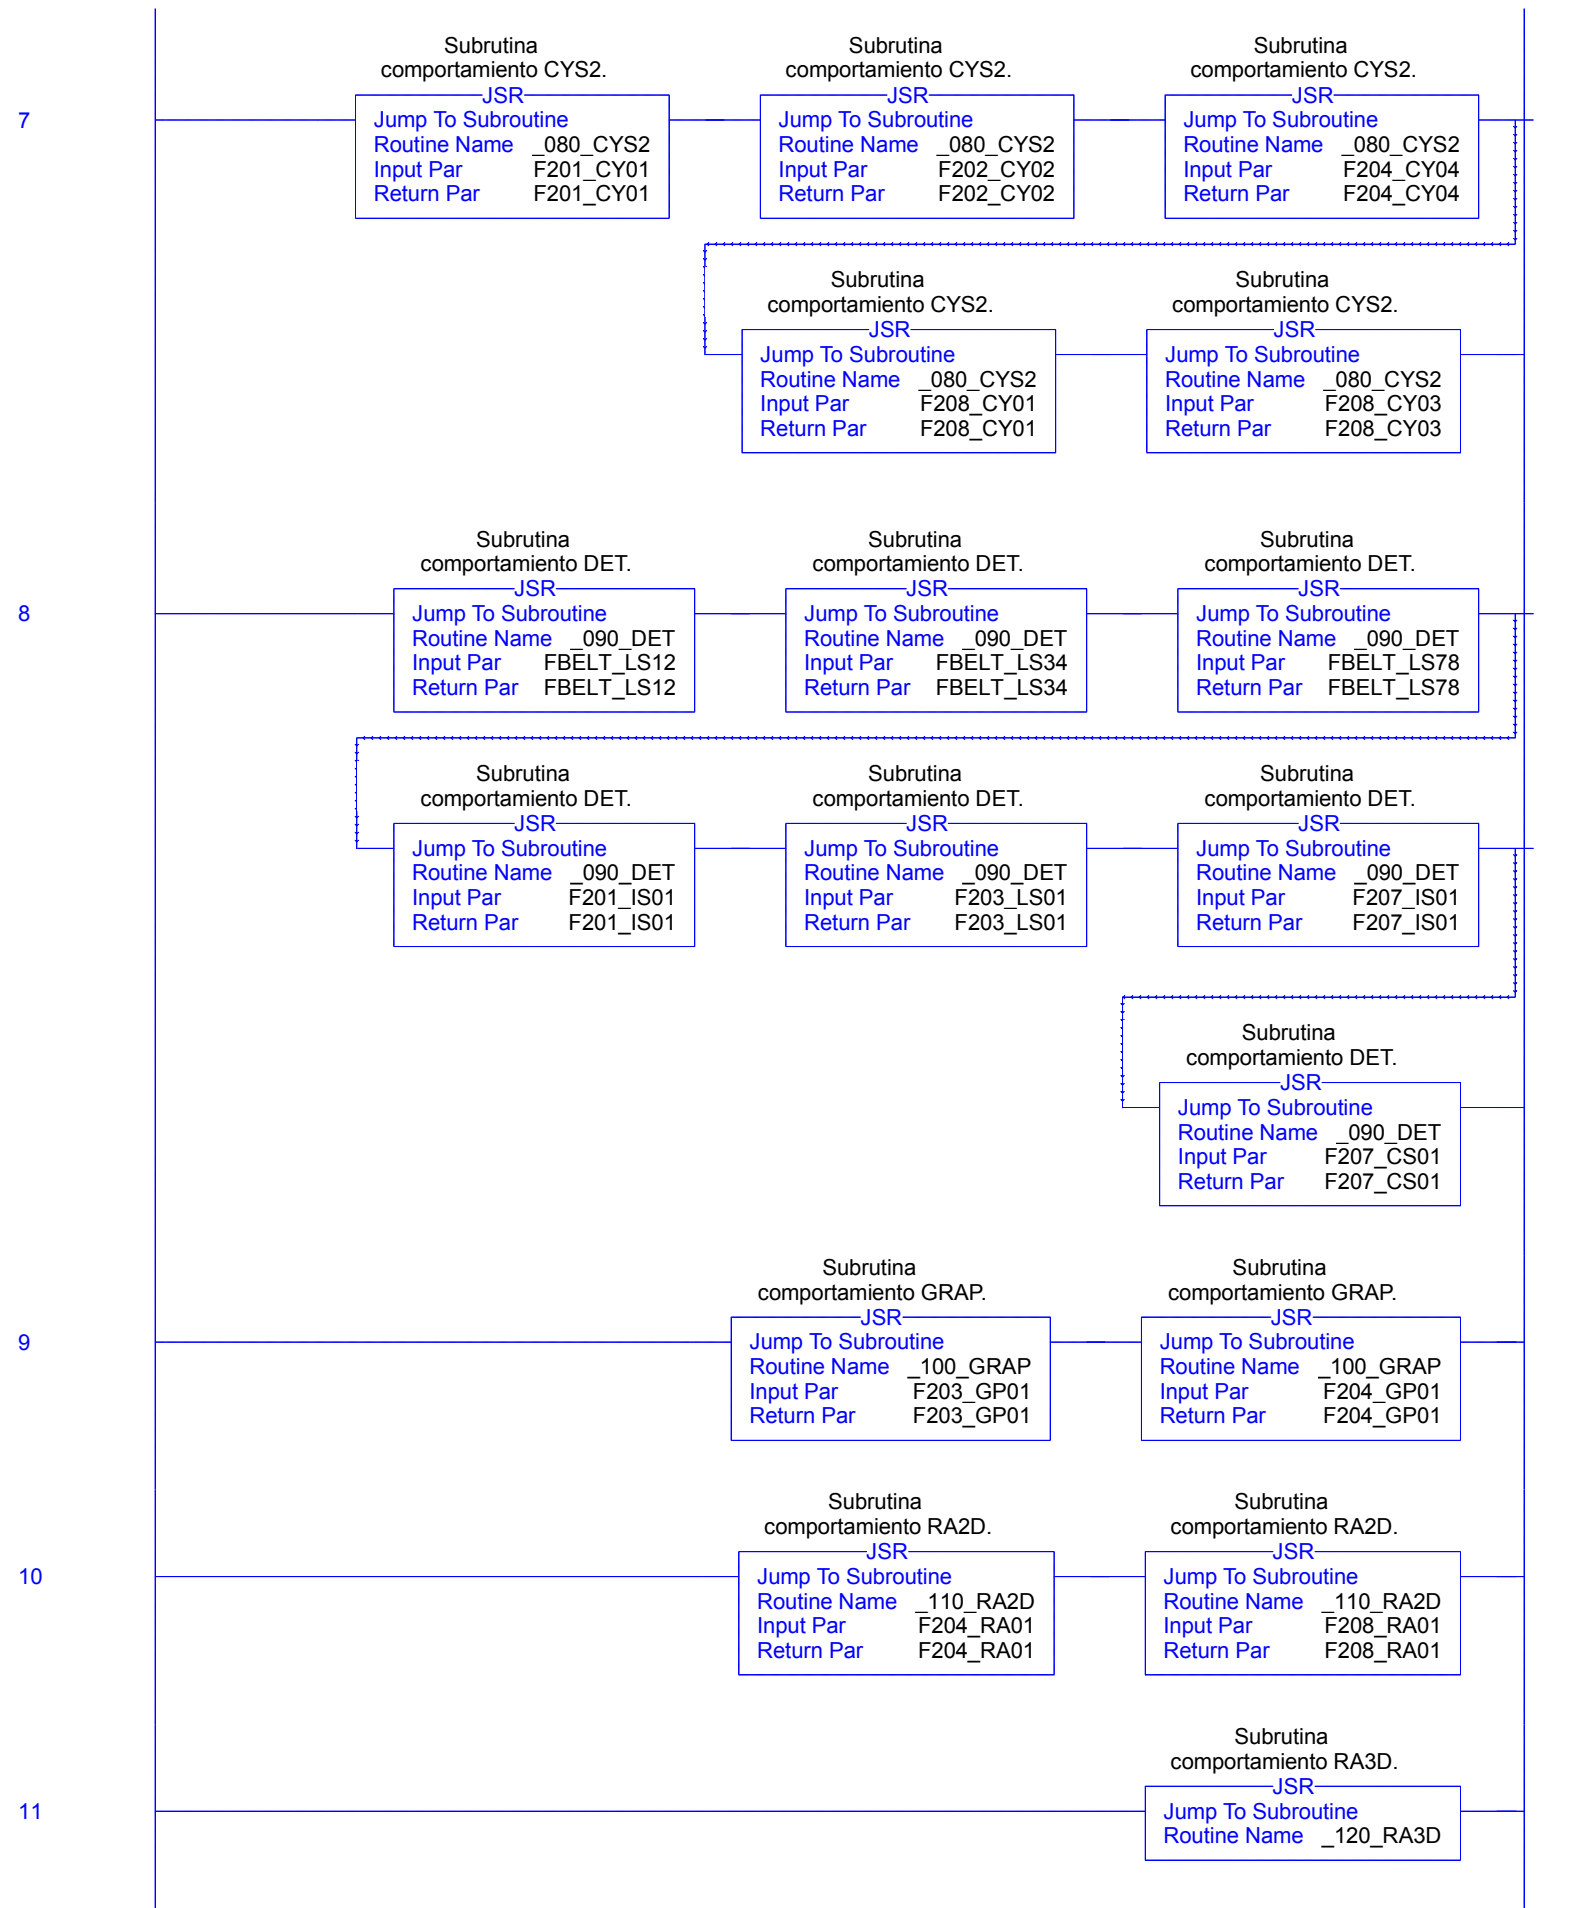 Subrutina
comportamiento CYS2.
JSR
Jump To Subroutine
Routine Name _080_CYS2
Input Par F201_CY01
Return Par F201_CY01
Subrutina
comportamiento CYS2.
JSR
Jump To Subroutine
Routine Name _080_CYS2
Input Par F202_CY02
Return Par F202_CY02
Subrutina
comportamiento CYS2.
JSR
Jump To Subroutine
Routine Name _080_CYS2
Input Par F204_CY04
Return Par F204_CY04
7
Subrutina
comportamiento CYS2.
JSR
Jump To Subroutine
Routine Name _080_CYS2
Input Par F208_CY01
Return Par F208_CY01
Subrutina
comportamiento CYS2.
JSR
Jump To Subroutine
Routine Name _080_CYS2
Input Par F208_CY03
Return Par F208_CY03
Subrutina
comportamiento DET.
JSR
Jump To Subroutine
Routine Name _090_DET
Input Par FBELT_LS12
Return Par FBELT_LS12
Subrutina
comportamiento DET.
JSR
Jump To Subroutine
Routine Name _090_DET
Input Par FBELT_LS34
Return Par FBELT_LS34
Subrutina
comportamiento DET.
JSR
Jump To Subroutine
Routine Name _090_DET
Input Par FBELT_LS78
Return Par FBELT_LS78
8
Subrutina
comportamiento DET.
JSR
Jump To Subroutine
Routine Name _090_DET
Input Par F201_IS01
Return Par F201_IS01
Subrutina
comportamiento DET.
JSR
Jump To Subroutine
Routine Name _090_DET
Input Par F203_LS01
Return Par F203_LS01
Subrutina
comportamiento DET.
JSR
Jump To Subroutine
Routine Name _090_DET
Input Par F207_IS01
Return Par F207_IS01
Subrutina
comportamiento DET.
JSR
Jump To Subroutine
Routine Name _090_DET
Input Par F207_CS01
Return Par F207_CS01
Subrutina
comportamiento GRAP.
JSR
Jump To Subroutine
Routine Name _100_GRAP
Input Par F203_GP01
Return Par F203_GP01
Subrutina
comportamiento GRAP.
JSR
Jump To Subroutine
Routine Name _100_GRAP
Input Par F204_GP01
Return Par F204_GP01
9
Subrutina
comportamiento RA2D.
JSR
Jump To Subroutine
Routine Name _110_RA2D
Input Par F204_RA01
Return Par F204_RA01
Subrutina
comportamiento RA2D.
JSR
Jump To Subroutine
Routine Name _110_RA2D
Input Par F208_RA01
Return Par F208_RA01
10
Subrutina
comportamiento RA3D.
JSR
Jump To Subroutine
Routine Name _120_RA3D
11